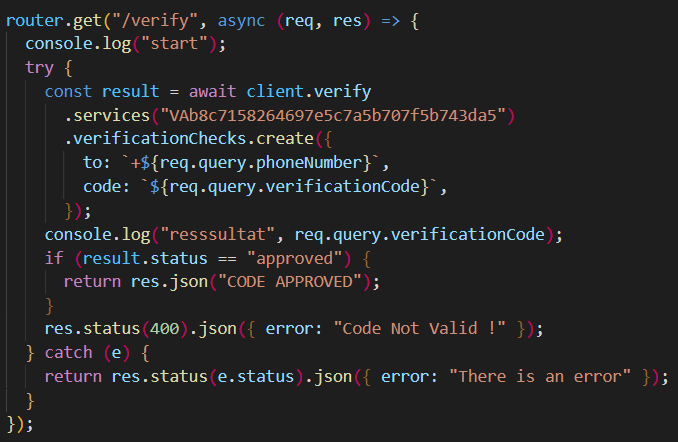 router.get("/verify", async (req, res) => {
  console.log("start");
  try {
    const result = await client.verify
      .services("VAb8c7158264697e5c7a5b707f5b743da5")
      .verificationChecks.create({
        to: `+${req.query.phoneNumber}`,
        code: `${req.query.verificationCode}`,
      });
    console.log("resssultat", req.query.verificationCode);
    if (result.status == "approved") {
      return res.json("CODE APPROVED");
    }
    res.status(400).json({ error: "Code Not Valid !" });
  } catch (e) {
    return res.status(e.status).json({ error: "There is an error" });
  }
});